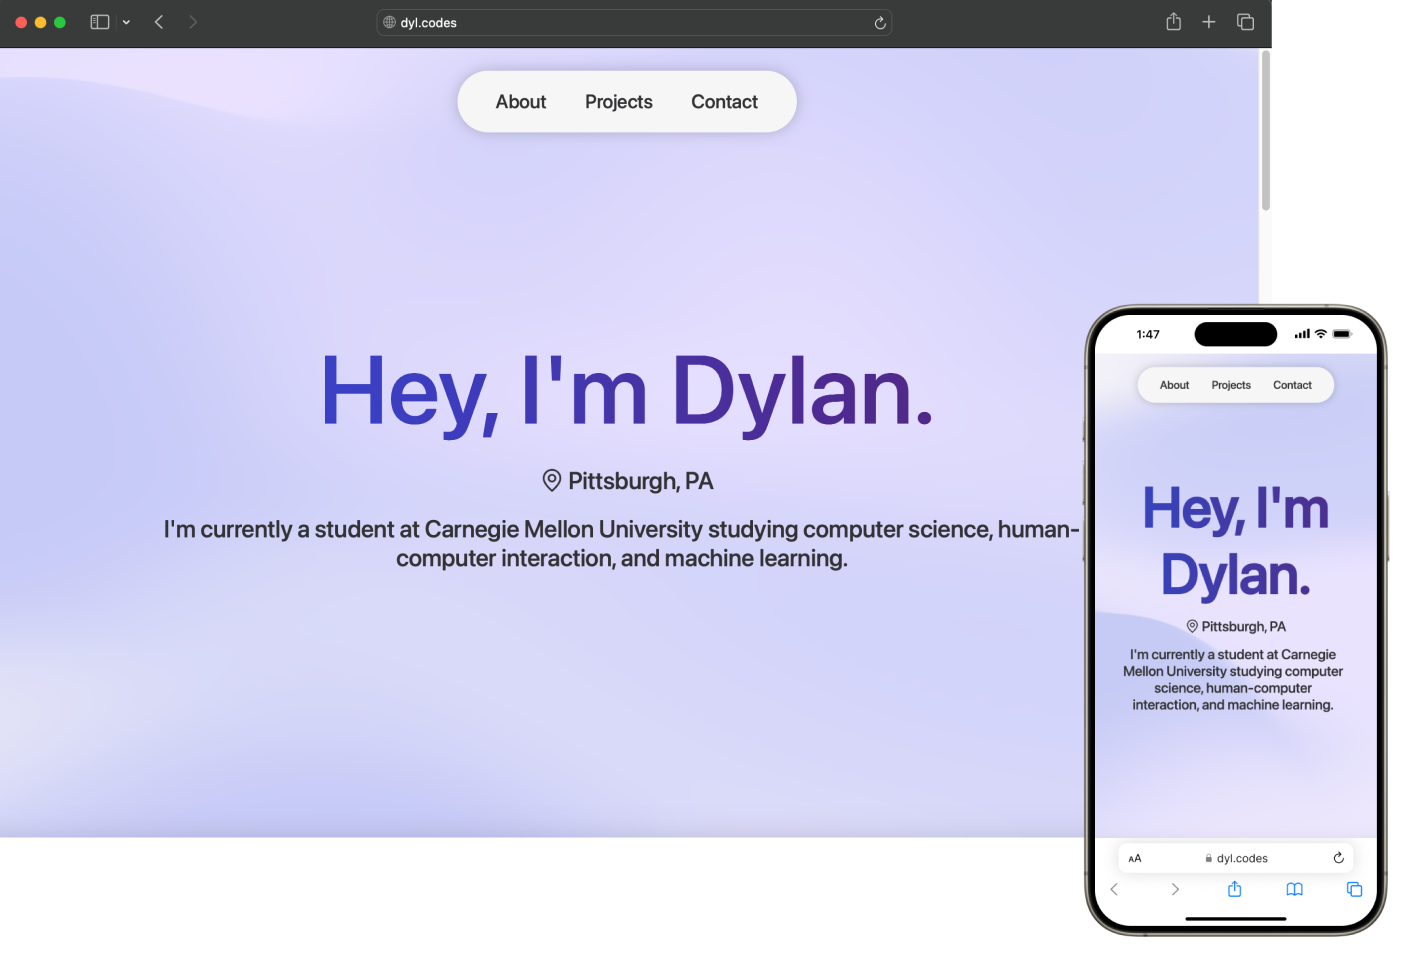 dyl.codes
About Projects Contact
Hey, I'm Dylan.
Pittsburgh, PA
I'm currently a student at Carnegie Mellon University studying computer science, human-
computer interaction, and machine learning.
1:47
About Projects Contact
Hey, I'm
Dylan.
Pittsburgh, PA
I'm currently a student at Carnegie
Mellon University studying computer
science, human-computer
interaction, and machine learning.
AA dyl.codes